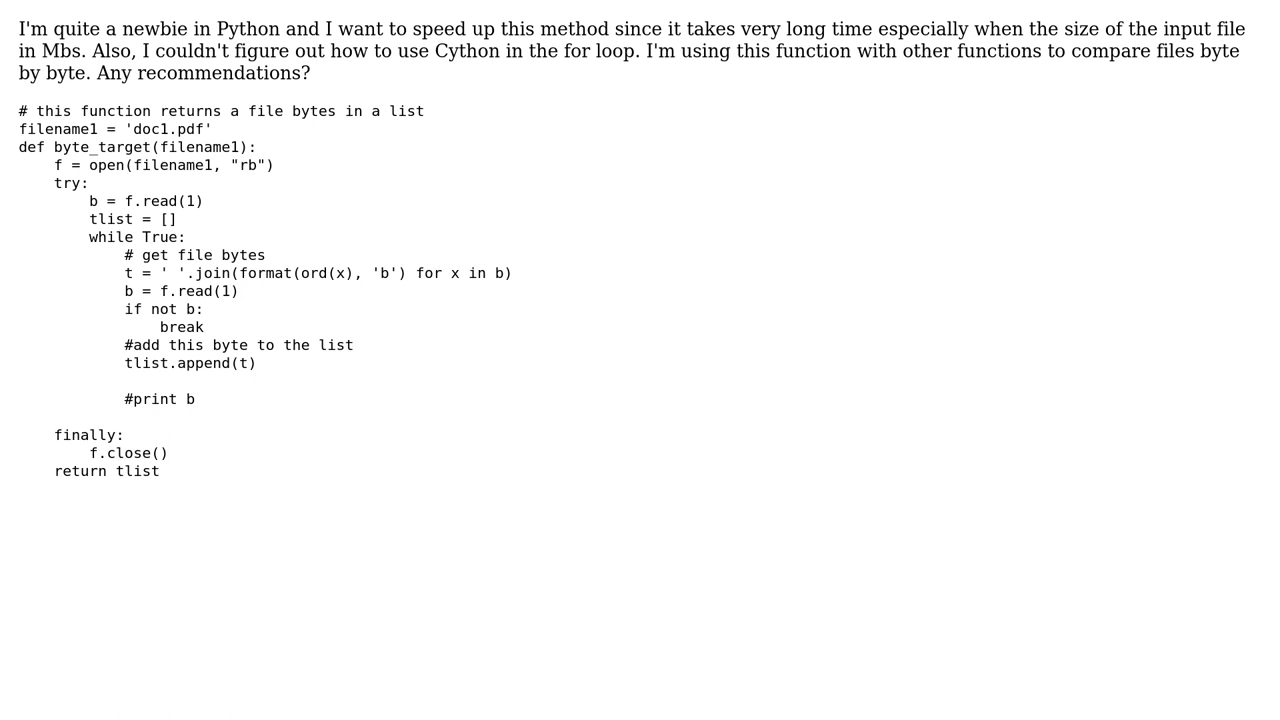 I'm quite a newbie in Python and I want to speed up this method since it takes very long time especially when the size of the input file
in Mbs. Also, I couldn't figure out how to use Cython in the for loop. I'm using this function with other functions to compare files byte
by byte. Any recommendations?
# this function returns a file bytes in a list
filename1 = 'doc1.pdf'
def byte_target(filename1):
    f = open(filename1, "rb")
    try:
        b = f.read(1)
        tlist = []
        while True:
            # get file bytes
            t = ' '.join(format(ord(x), 'b') for x in b)
            b = f.read(1)
            if not b:
                break
            #add this byte to the list
            tlist.append(t)

            #print b

    finally:
        f.close()
    return tlist